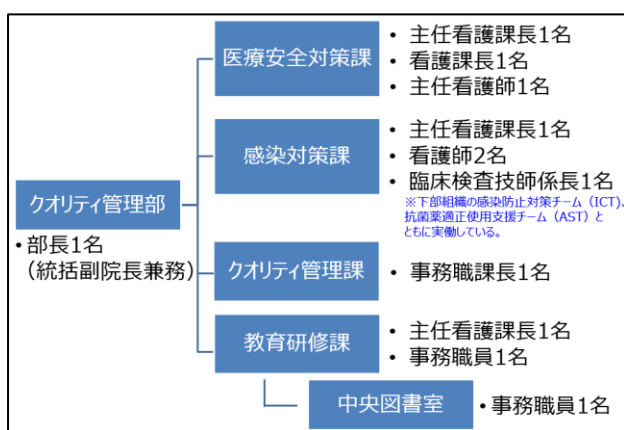 医療安全対策課
• 主任看護課長1名
• 看護課長1名
• 主任看護師1名
感染対策課
• 主任看護課長1名
• 看護師2名
• 臨床検査技師係長1名
※下部組織の感染防止対策チーム（ICT)、
抗菌薬適正使用支援チーム（AST）と
ともに実働している。
クオリティ管理部
• 部長1名
（統括副院長兼務）
クオリティ管理課
• 事務職課長1名
教育研修課
• 主任看護課長1名
• 事務職員1名
中央図書室
• 事務職員1名